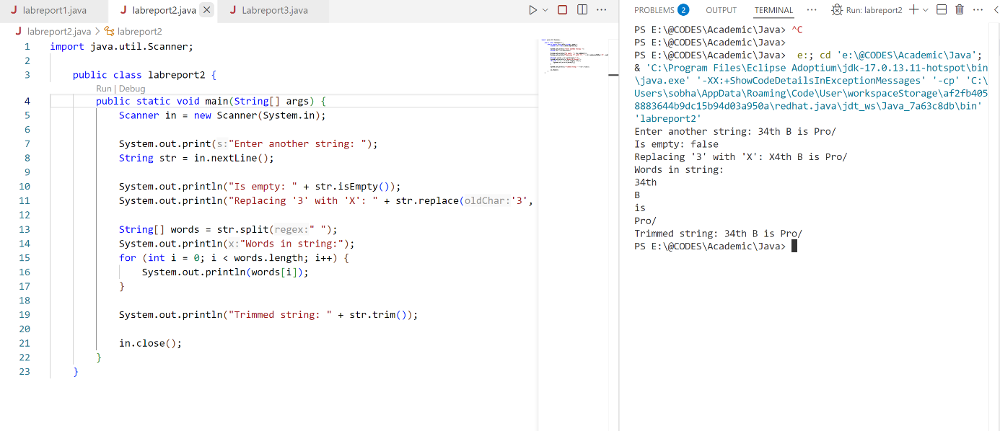 labreport1.java labreport2.java Labreport3.java
labreport2.java > labreport2
1 import java.util.Scanner;
2
3 public class labreport2 {
Run | Debug
4 public static void main(String[] args) {
5 Scanner in = new Scanner(System.in);
6
7 System.out.print(s:"Enter another string: ");
8 String str = in.nextLine();
9
10 System.out.println("Is empty: " + str.isEmpty());
11 System.out.println("Replacing '3' with 'X': " + str.replace(oldChar:'3',
12
13 String[] words = str.split(regex:" ");
14 System.out.println(x:"Words in string:");
15 for (int i = 0; i < words.length; i++) {
16 System.out.println(words[i]);
17 }
18
19 System.out.println("Trimmed string: " + str.trim());
20
21 in.close();
22 }
23 }
PROBLEMS 2 OUTPUT TERMINAL ··· Run: labreport2
PS E:\@CODES\Academic\Java> ^C
PS E:\@CODES\Academic\Java>
PS E:\@CODES\Academic\Java>  e:; cd 'e:\@CODES\Academic\Java';
& 'C:\Program Files\Eclipse Adoptium\jdk-17.0.13.11-hotspot\bin
\java.exe' '-XX:+ShowCodeDetailsInExceptionMessages' '-cp' 'C:\
Users\sobha\AppData\Roaming\Code\User\workspaceStorage\af2fb405
8883644b9dc15b94d03a950a\redhat.java\jdt_ws\Java_7a63c8db\bin'
'labreport2'
Enter another string: 34th B is Pro/
Is empty: false
Replacing '3' with 'X': X4th B is Pro/
Words in string:
34th
B
is
Pro/
Trimmed string: 34th B is Pro/
PS E:\@CODES\Academic\Java>